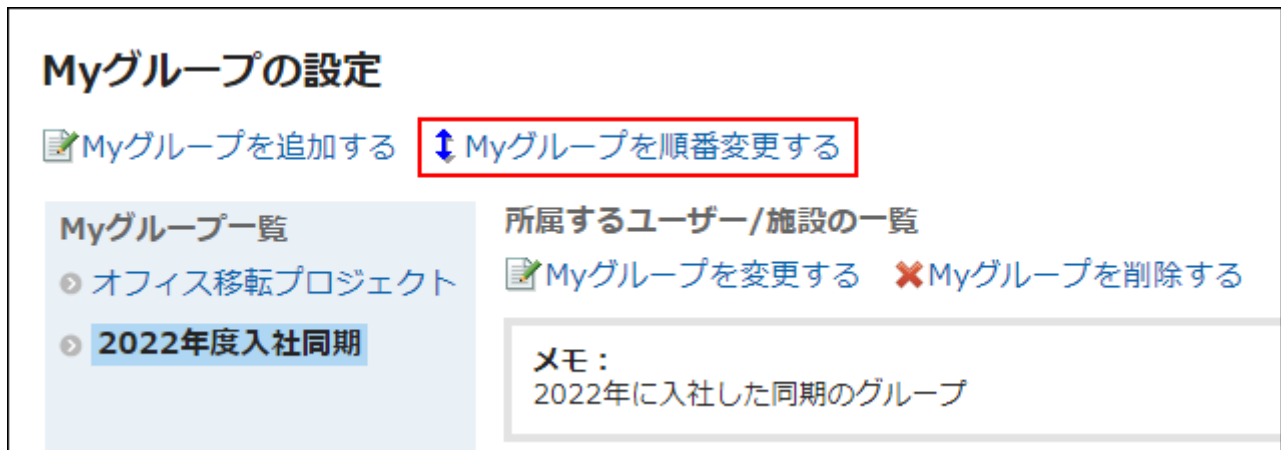 Myグループの設定
Myグループを追加する Myグループを順番変更する
Myグループ一覧
オフィス移転プロジェクト
2022年度入社同期
所属するユーザー/施設の一覧
Myグループを変更する Myグループを削除する
メモ：
2022年に入社した同期のグループ